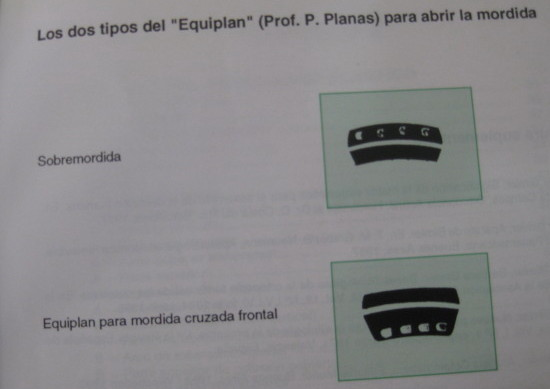 Los dos tipos del "Equiplan" (Prof. P. Planas) para abrir la mordida
Sobremordida
Equiplan para mordida cruzada frontal